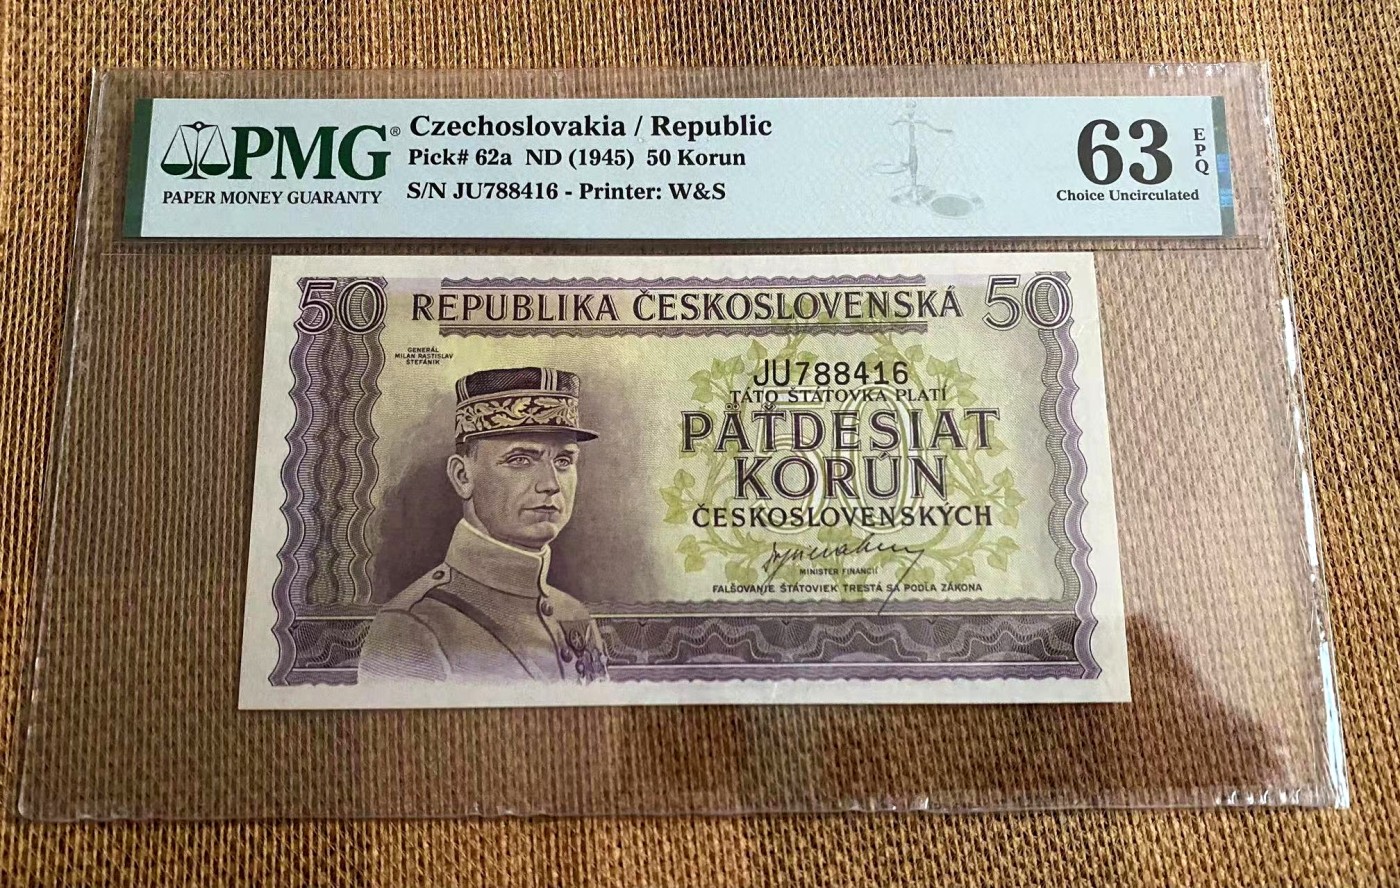 PMG®
PAPER MONEY GUARANTY
Czechoslovakia / Republic
Pick# 62a ND (1945) 50 Korun
S/N JU788416 - Printer: W&S
63
EPQ
Choice Uncirculated
50 REPUBLIKA ČESKOSLOVENSKÁ 50
GENERÁL
MILAN RASTISLAV
ŠTEFÁNIK
JU788416
TÁTO ŠTÁTOVKA PLATÍ
50
PÄŤDESIAT
KORÚN
ČESKOSLOVENSKÝCH
MINISTER FINANCIÍ
FALŠOVANIE ŠTÁTOVIEK TRESTÁ SA PODĽA ZÁKONA